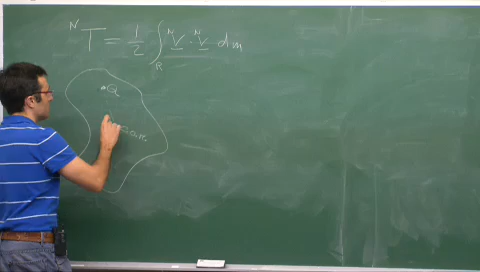 ᴺT = 1/2 ∫_R ᴺV · ᴺV dm
Q